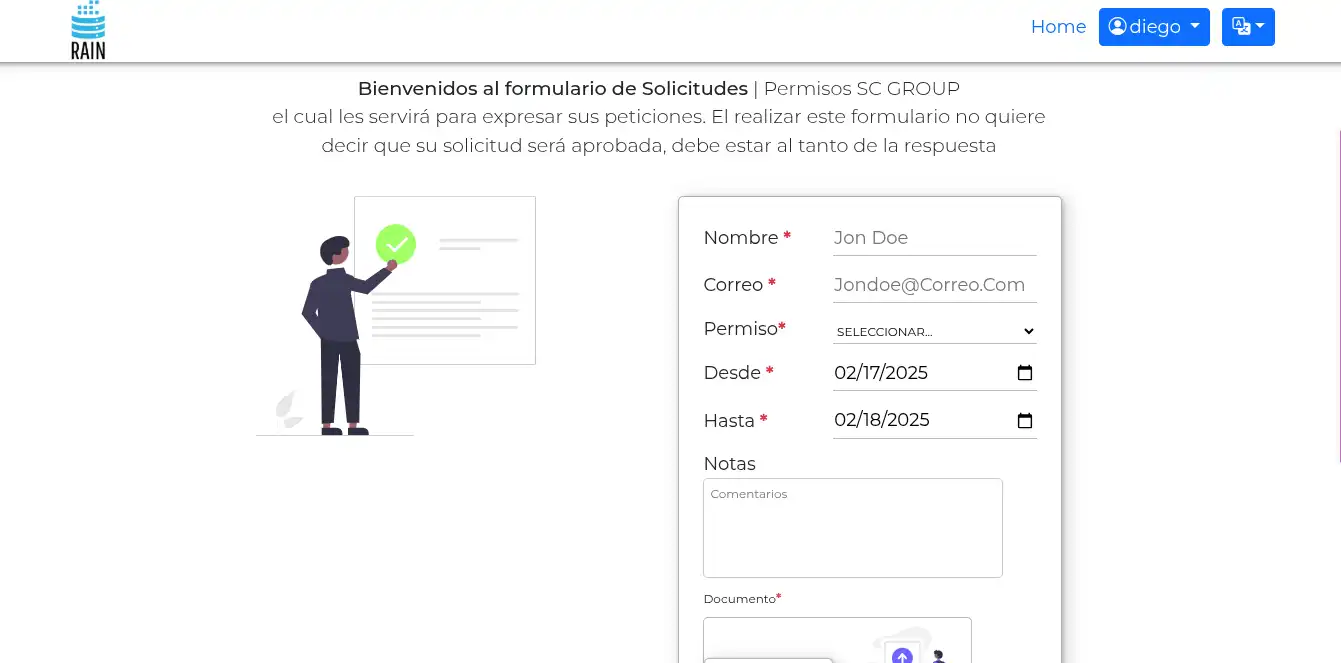 RAIN
Home
diego
Bienvenidos al formulario de Solicitudes | Permisos SC GROUP
el cual les servirá para expresar sus peticiones. El realizar este formulario no quiere
decir que su solicitud será aprobada, debe estar al tanto de la respuesta
Nombre * Jon Doe
Correo * Jondoe@Correo.Com
Permiso* SELECCIONAR...
Desde * 02/17/2025
Hasta * 02/18/2025
Notas
Comentarios
Documento*